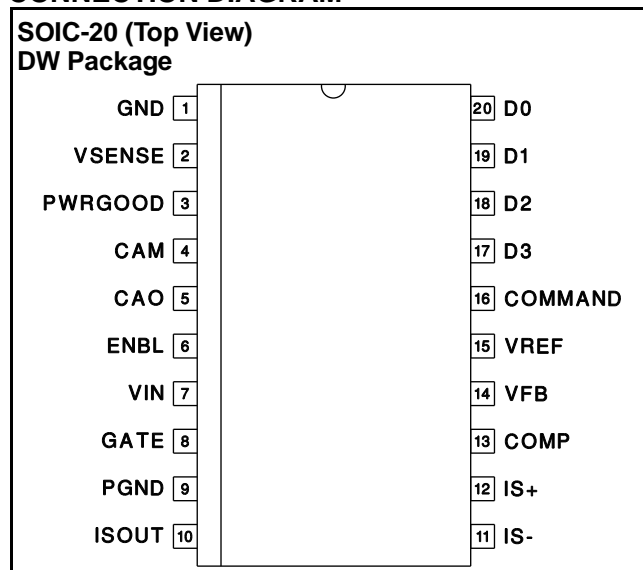 SOIC-20 (Top View)
DW Package
GND 1
VSENSE 2
PWRGOOD 3
CAM 4
CAO 5
ENBL 6
VIN 7
GATE 8
PGND 9
ISOUT 10
20 D0
19 D1
18 D2
17 D3
16 COMMAND
15 VREF
14 VFB
13 COMP
12 IS+
11 IS-